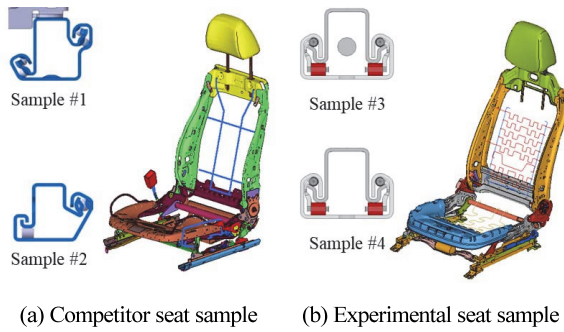 Sample #1
Sample #3
Sample #2
Sample #4
(a) Competitor seat sample
(b) Experimental seat sample